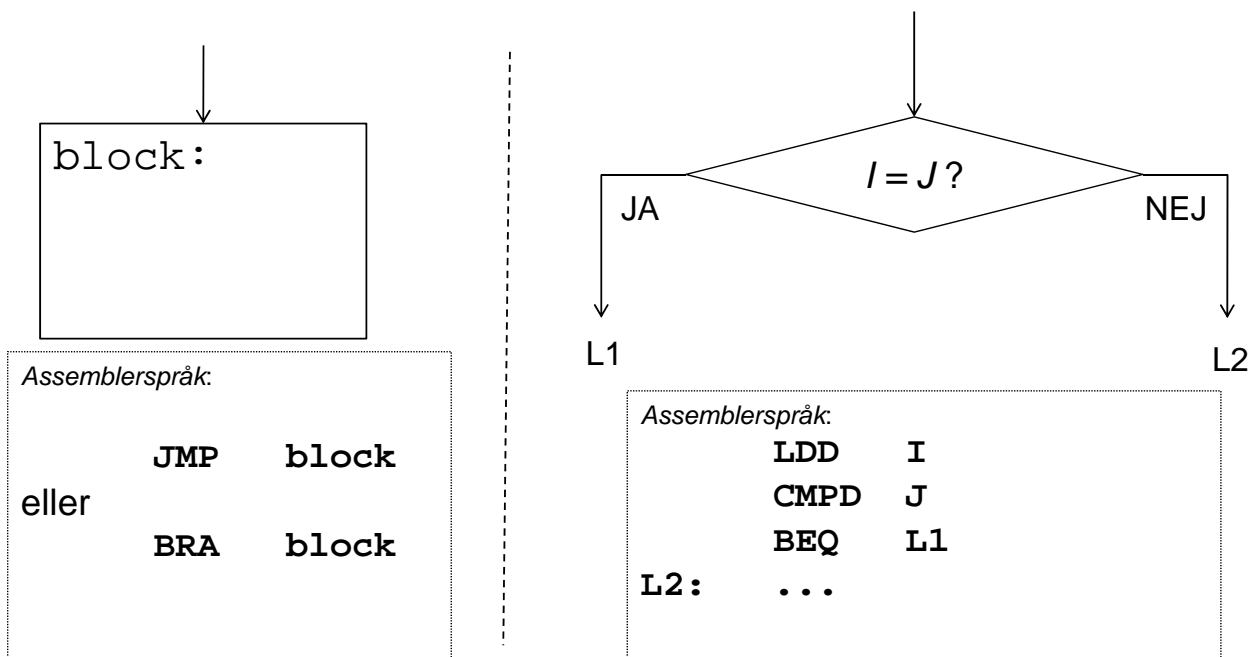 block:
Assemblerspråk:
JMP block
eller
BRA block
I = J ?
JA
NEJ
L1
L2
Assemblerspråk:
LDD I
CMPD J
BEQ L1
L2: ...